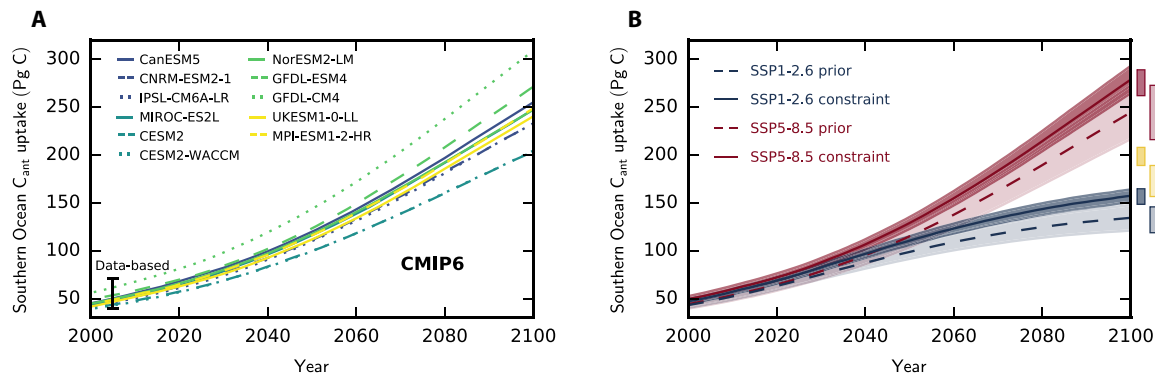 A
Southern Ocean Cant uptake (Pg C)
300
250
200
150
100
50
CanESM5
CNRM-ESM2-1
IPSL-CM6A-LR
MIROC-ES2L
CESM2
CESM2-WACCM
NorESM2-LM
GFDL-ESM4
GFDL-CM4
UKESM1-0-LL
MPI-ESM1-2-HR
Data-based
CMIP6
2000 2020 2040 2060 2080 2100
Year
B
Southern Ocean Cant uptake (Pg C)
300
250
200
150
100
50
SSP1-2.6 prior
SSP1-2.6 constraint
SSP5-8.5 prior
SSP5-8.5 constraint
2000 2020 2040 2060 2080 2100
Year